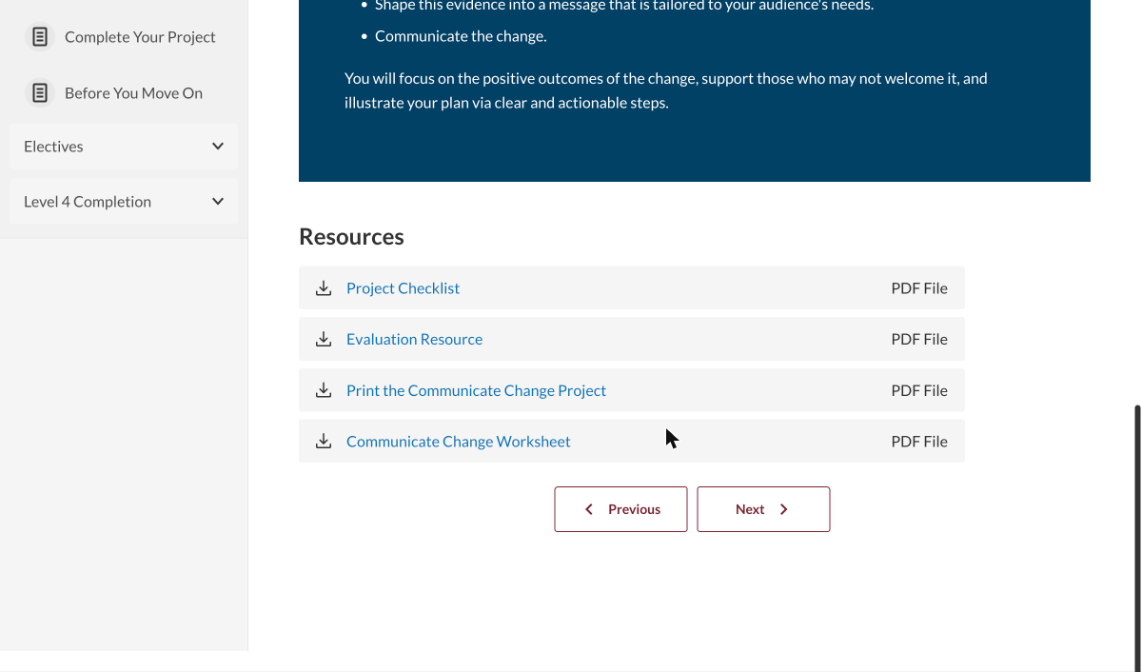 Complete Your Project
Before You Move On
Electives
Level 4 Completion
• Shape this evidence into a message that is tailored to your audience's needs.
• Communicate the change.
You will focus on the positive outcomes of the change, support those who may not welcome it, and
illustrate your plan via clear and actionable steps.
Resources
Project Checklist PDF File
Evaluation Resource PDF File
Print the Communicate Change Project PDF File
Communicate Change Worksheet PDF File
Previous Next